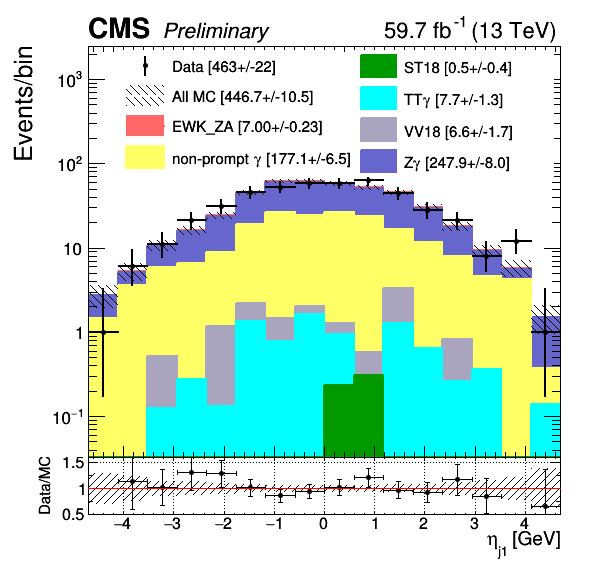 CMS Preliminary 59.7 fb⁻¹ (13 TeV)
Events/bin
Data [463+/-22]
All MC [446.7+/-10.5]
EWK_ZA [7.00+/-0.23]
non-prompt γ [177.1+/-6.5]
ST18 [0.5+/-0.4]
TTγ [7.7+/-1.3]
VV18 [6.6+/-1.7]
Zγ [247.9+/-8.0]
10³
10²
10
1
10⁻¹
Data/MC
1.5
1
0.5
−4 −3 −2 −1 0 1 2 3 4
η_j1 [GeV]